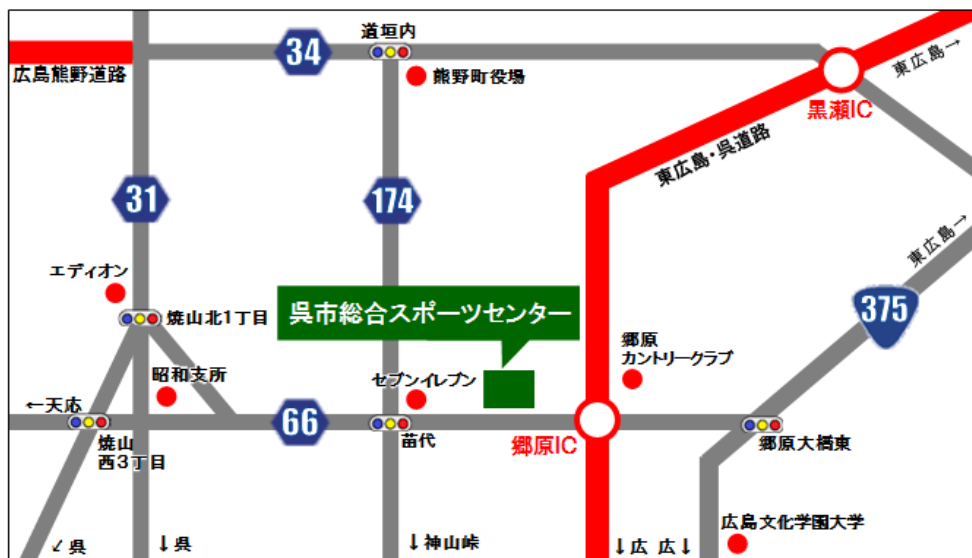 道垣内
34
広島熊野道路
熊野町役場
東広島→
黒瀬IC
東広島・呉道路
31
174
東広島→
エディオン
375
焼山北1丁目
呉市総合スポーツセンター
郷原
カントリークラブ
昭和支所
セブンイレブン
←天応
66
焼山
西3丁目
苗代
郷原IC
郷原大橋東
広島文化学園大学
↙呉
↓呉
↓神山峠
↓広
広↓